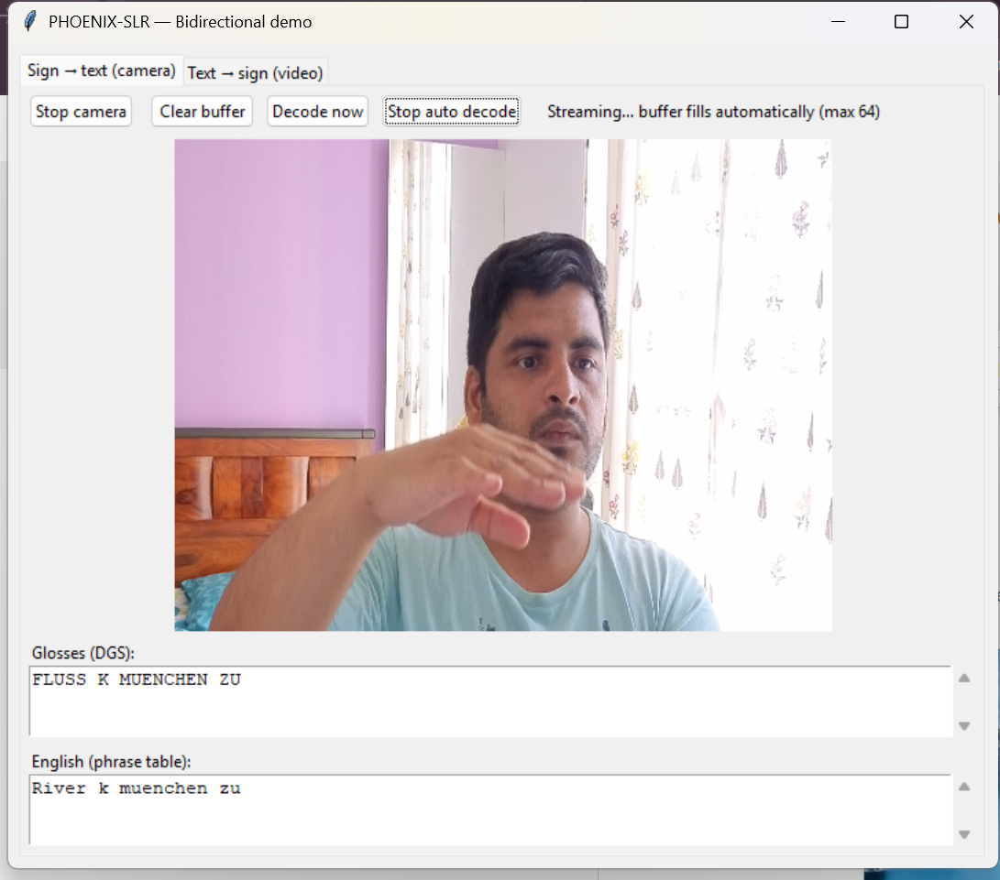 PHOENIX-SLR — Bidirectional demo
Sign → text (camera) Text → sign (video)
Stop camera Clear buffer Decode now Stop auto decode Streaming... buffer fills automatically (max 64)
Glosses (DGS):
FLUSS K MUENCHEN ZU
English (phrase table):
River k muenchen zu